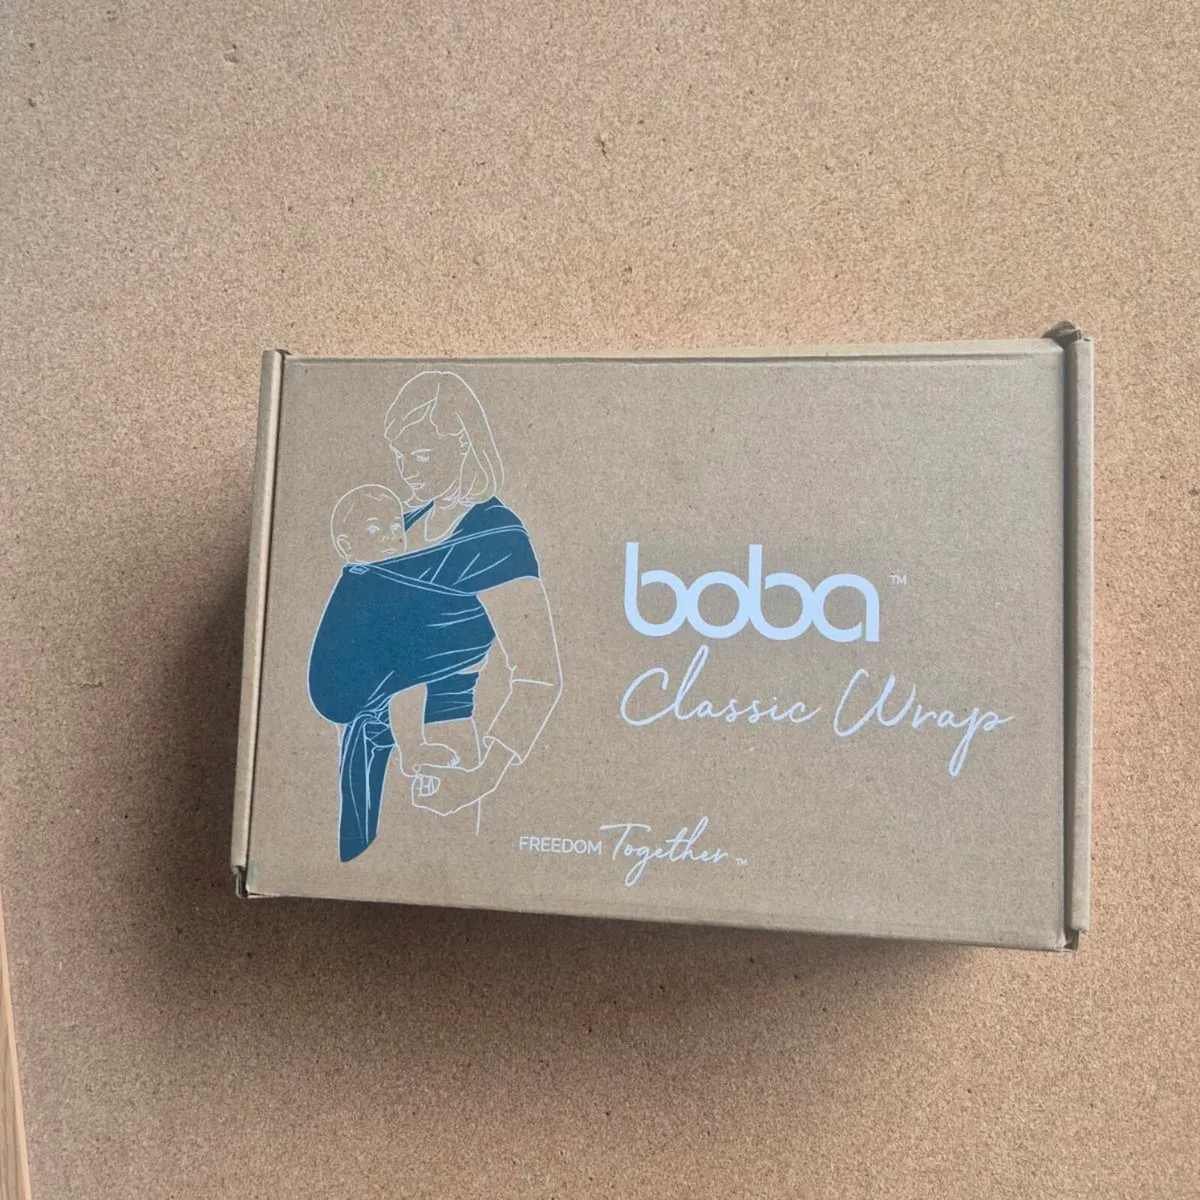 boba™
Classic Wrap
FREEDOM Together™